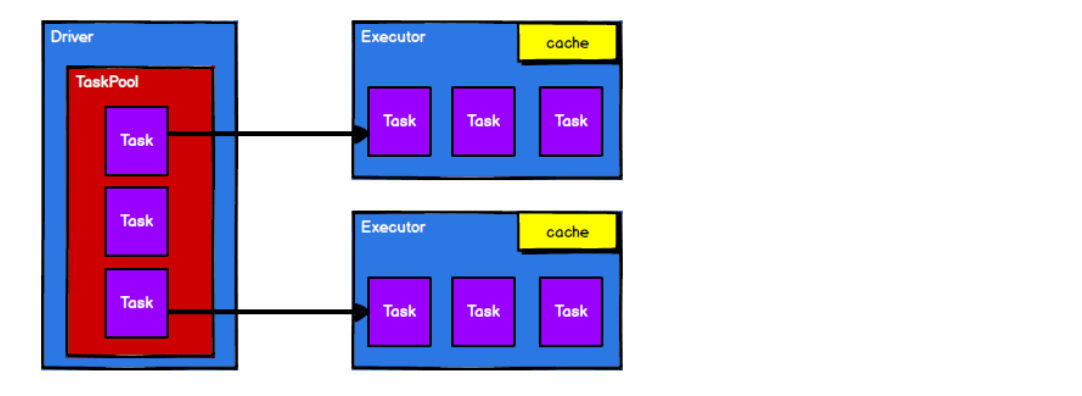 Driver
TaskPool
Task
Task
Task
Executor
cache
Task Task Task
Executor
cache
Task Task Task